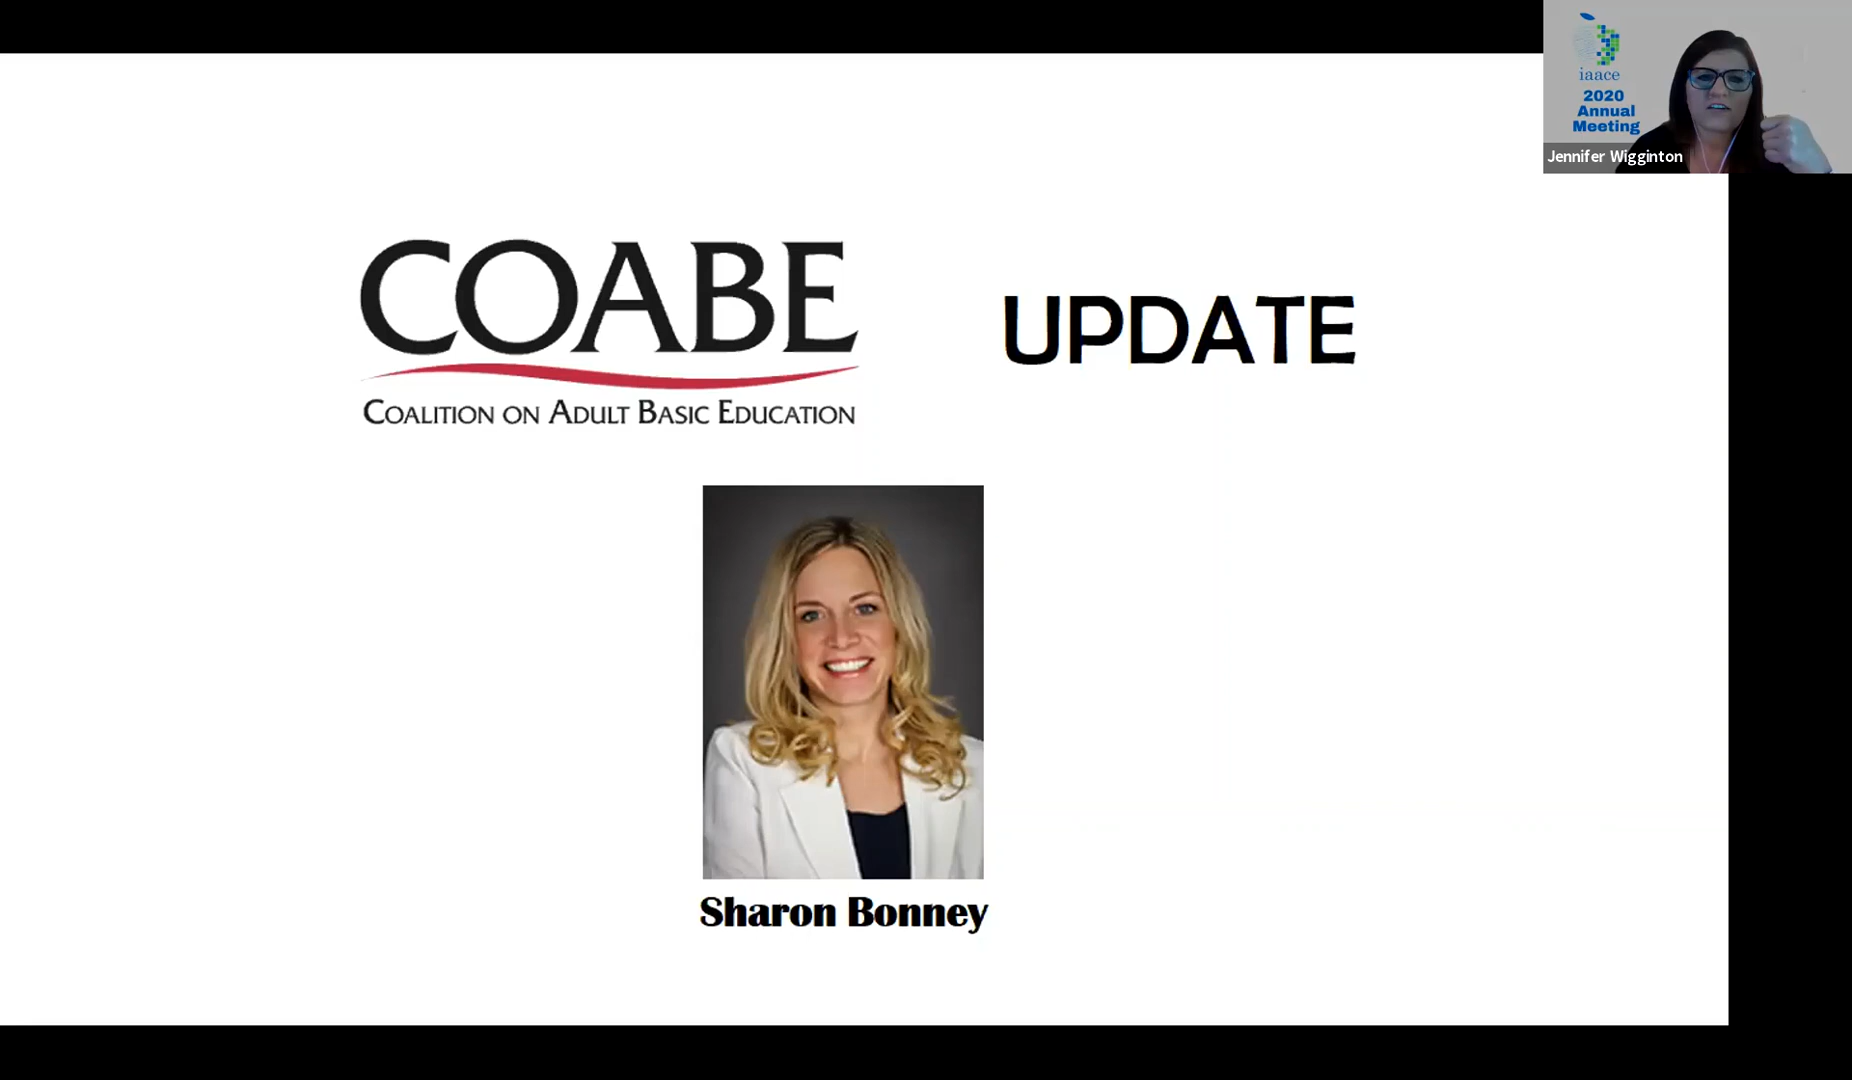 iaace
2020
Annual
Meeting
Jennifer Wigginton
COABE
UPDATE
COALITION ON ADULT BASIC EDUCATION
Sharon Bonney